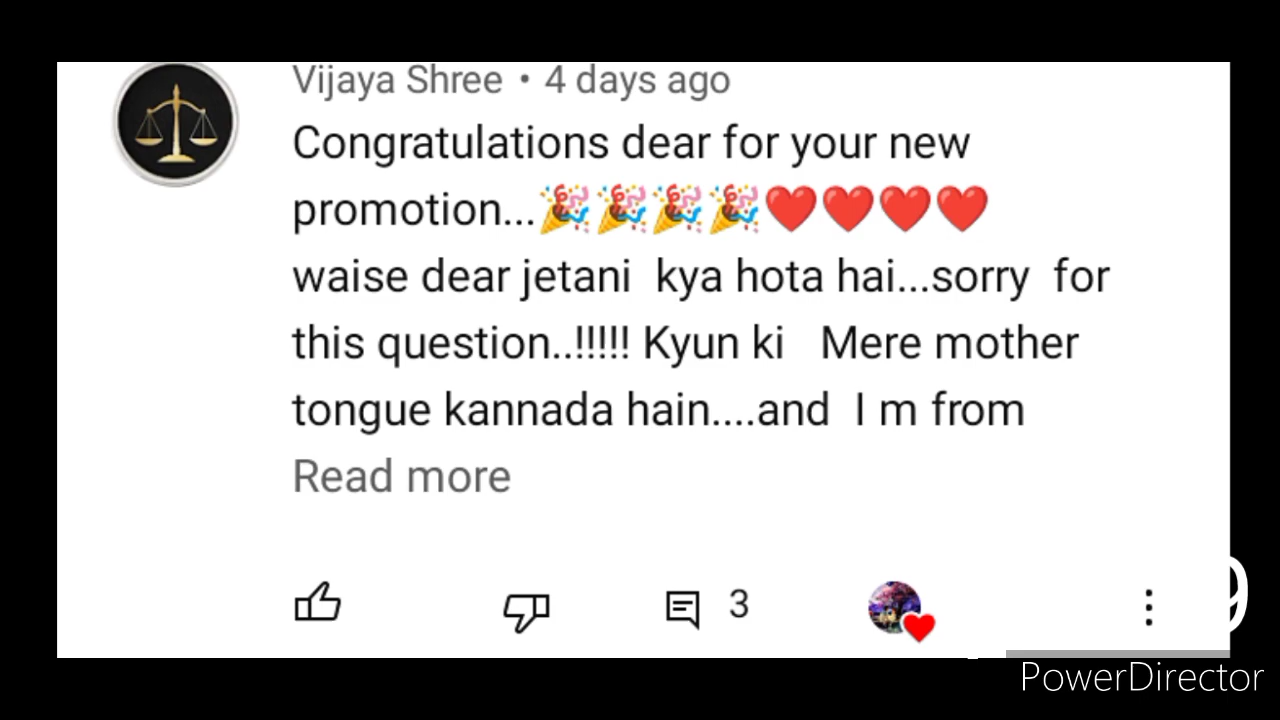 Vijaya Shree • 4 days ago
Congratulations dear for your new
promotion...🎉🎉🎉🎉❤️❤️❤️❤️
waise dear jetani kya hota hai...sorry for
this question..!!!!! Kyun ki Mere mother
tongue kannada hain....and I m from
Read more
3
PowerDirector